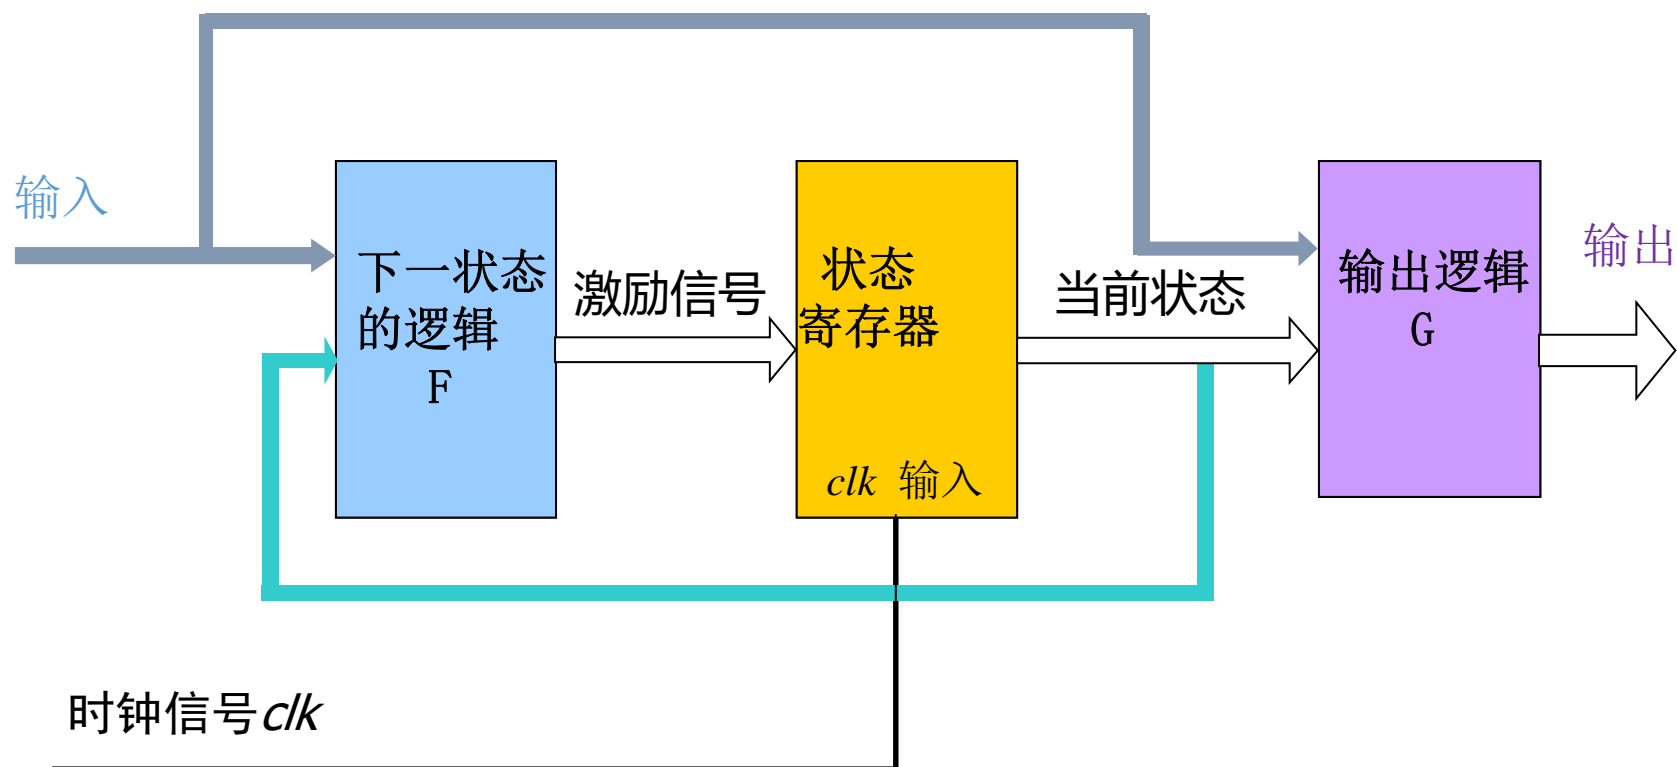 输入
下一状态
的逻辑
F
激励信号
状态
寄存器
clk 输入
当前状态
输出逻辑
G
输出
时钟信号clk